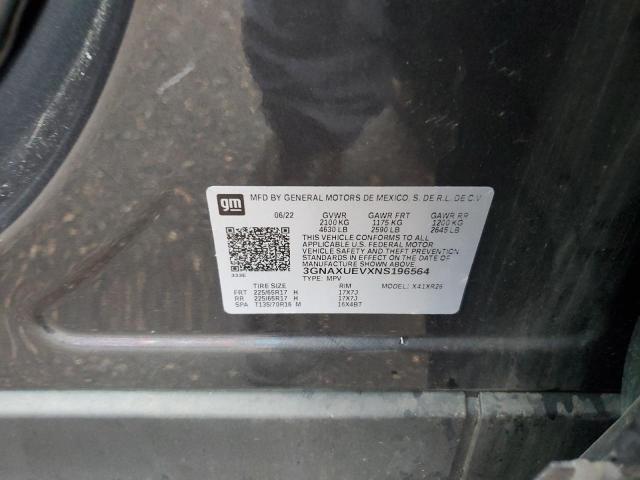 gm MFD BY GENERAL MOTORS DE MEXICO, S. DE R.L. DE C.V
06/22 GVWR GAWR FRT GAWR RR
2100 KG 1175 KG 1200 KG
4630 LB 2590 LB 2645 LB
THIS VEHICLE CONFORMS TO ALL
APPLICABLE U.S. FEDERAL MOTOR
VEHICLE SAFETY AND THEFT PREVENTION
STANDARDS IN EFFECT ON THE DATE OF
MANUFACTURE SHOWN ABOVE.
3GNAXUEVXNS196564
333E TYPE: MPV
TIRE SIZE RIM MODEL: X41XR26
FRT 225/65R17 H 17X7J
RR 225/65R17 H 17X7J
SPA T135/70R16 M 16X4BT